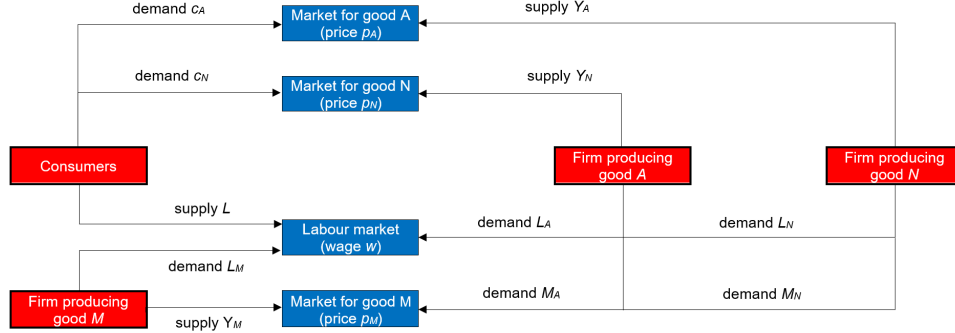 demand cA
Market for good A
(price pA)
supply YA
demand cN
Market for good N
(price pN)
supply YN
Consumers
Firm producing
good A
Firm producing
good N
supply L
Labour market
(wage w)
demand LA
demand LN
demand LM
Firm producing
good M
supply YM
Market for good M
(price pM)
demand MA
demand MN